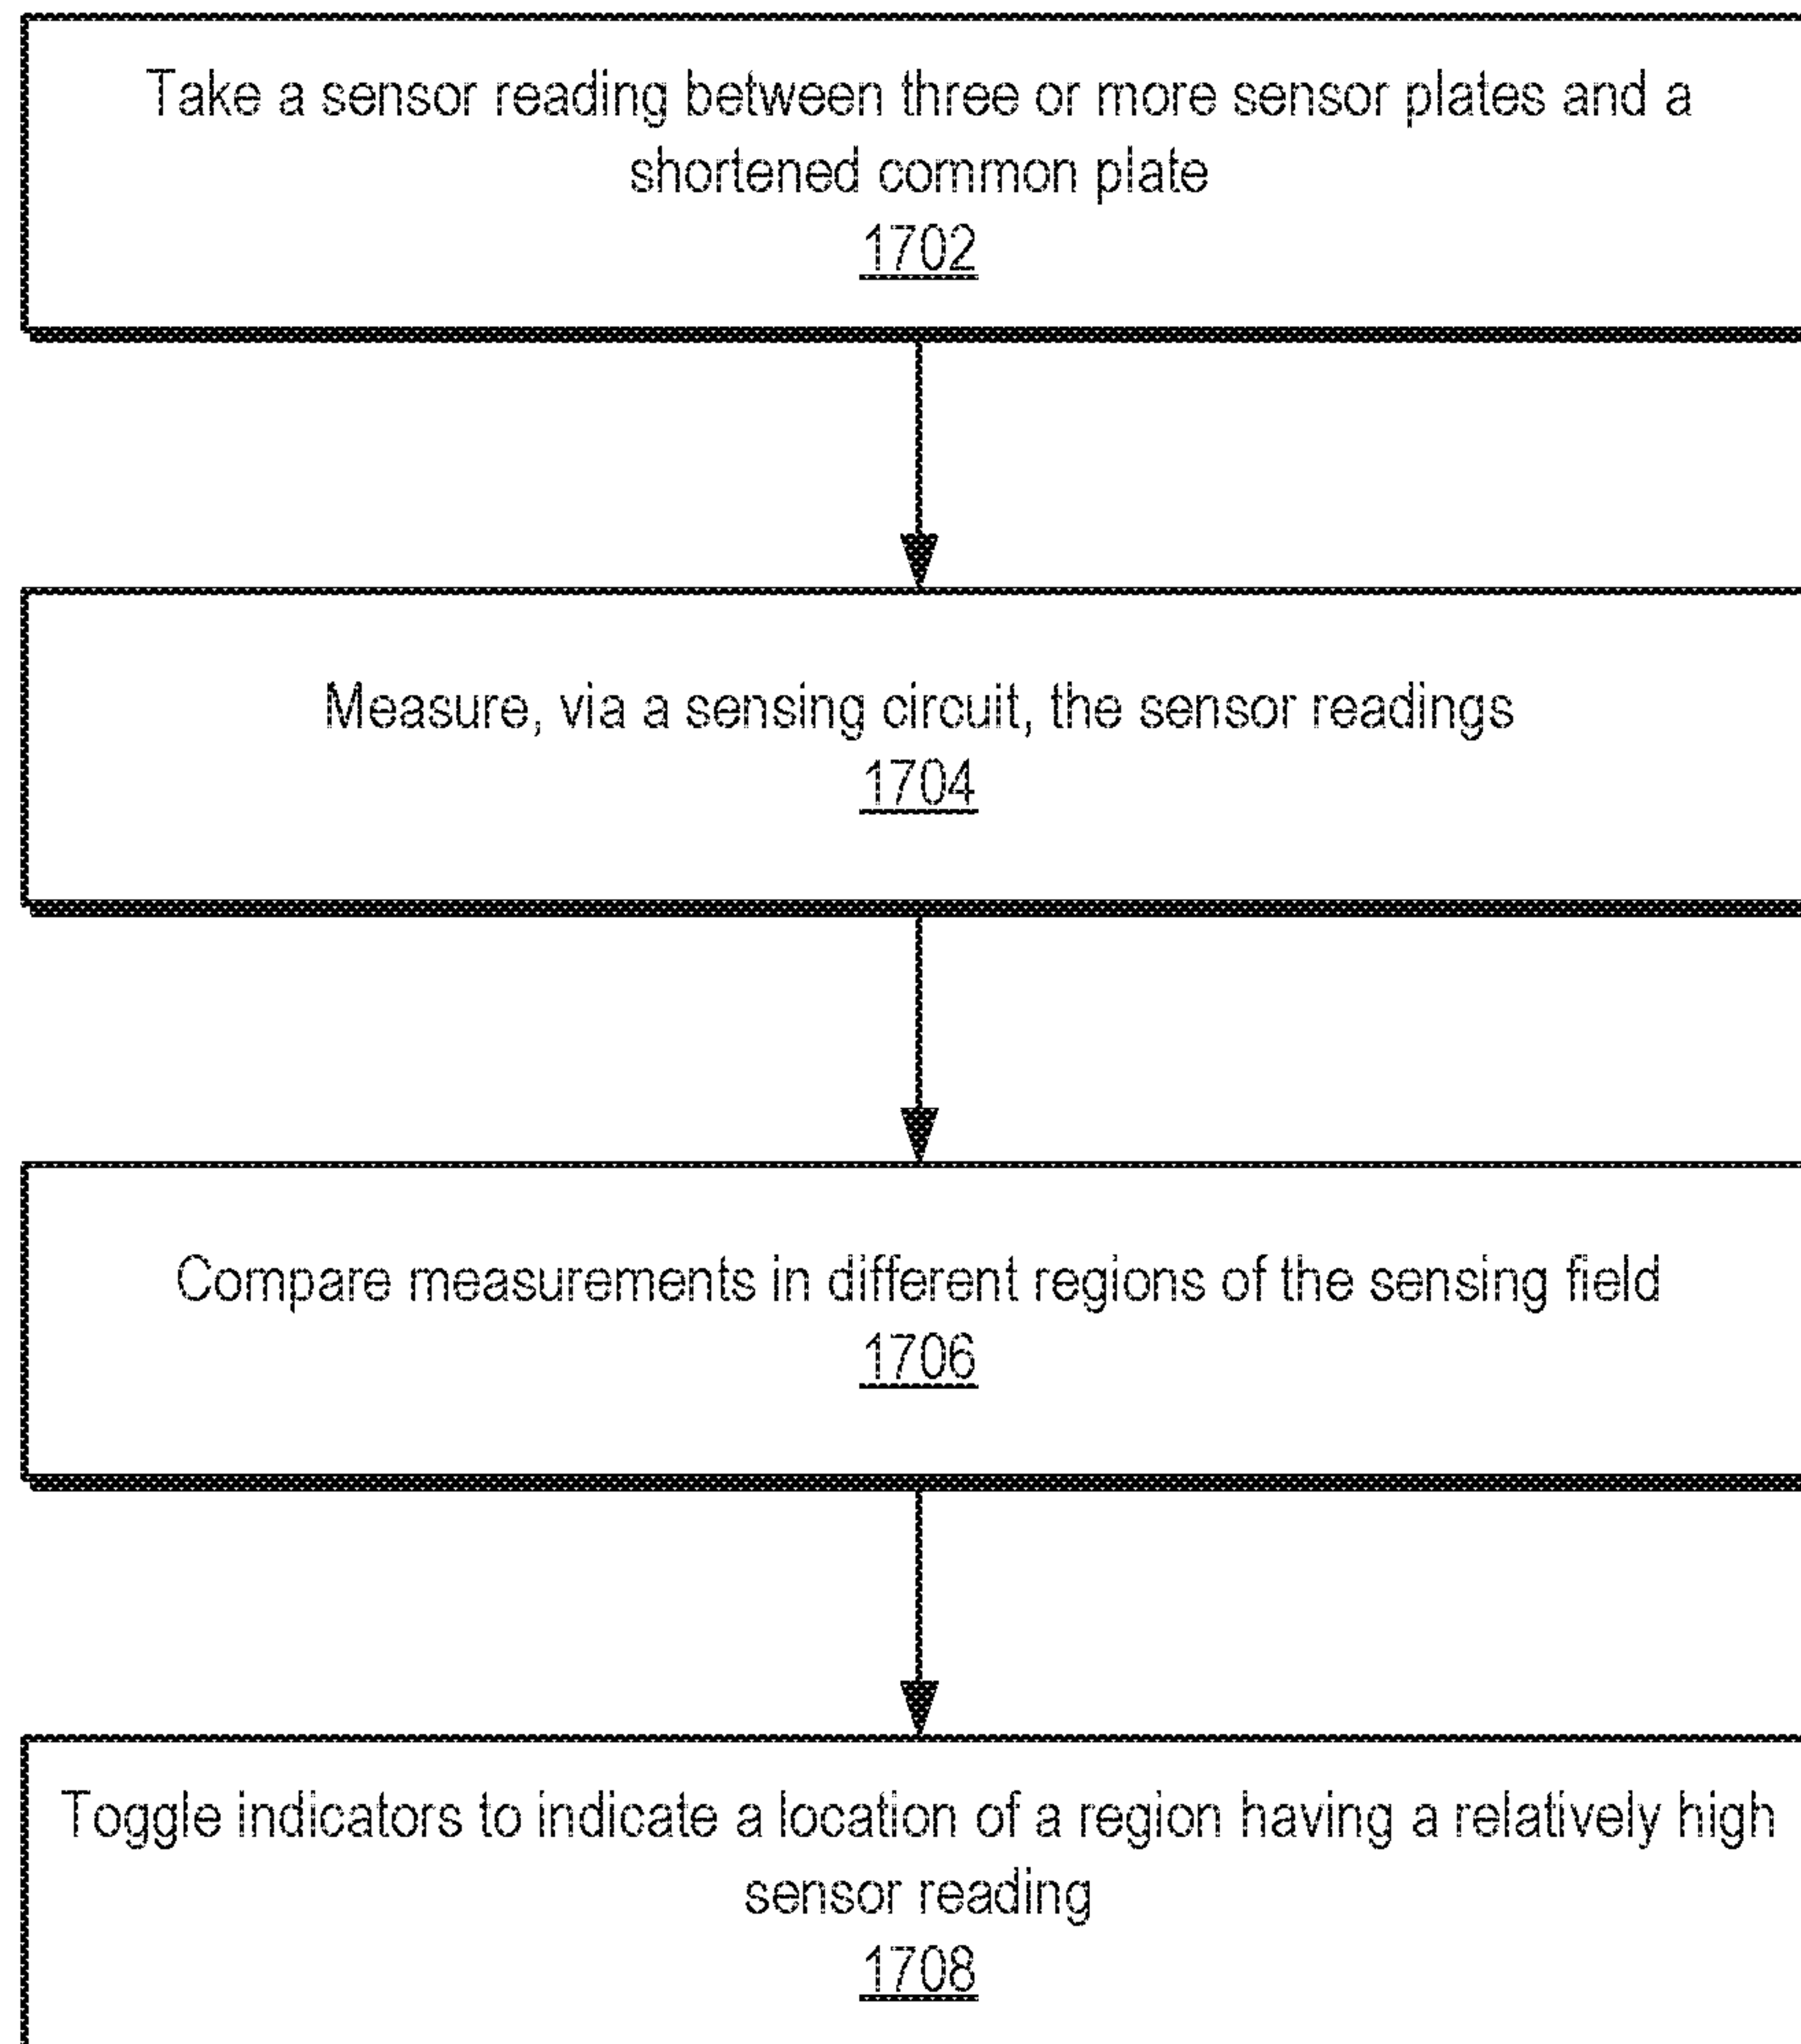 Take a sensor reading between three or more sensor plates and a
shortened common plate
1702
Measure, via a sensing circuit, the sensor readings
1704
Compare measurements in different regions of the sensing field
1706
Toggle indicators to indicate a location of a region having a relatively high
sensor reading
1708